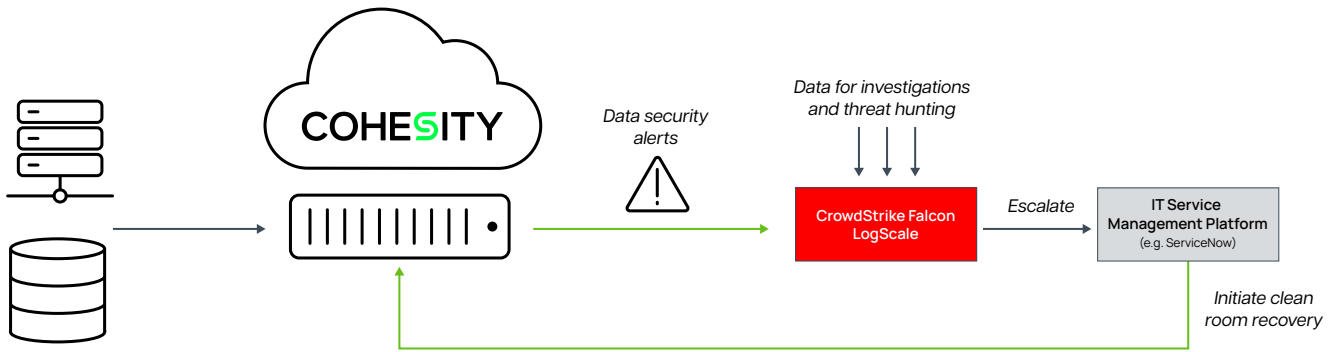 COHESITY
Data security
alerts
Data for investigations
and threat hunting
CrowdStrike Falcon
LogScale
Escalate
IT Service
Management Platform
(e.g. ServiceNow)
Initiate clean
room recovery